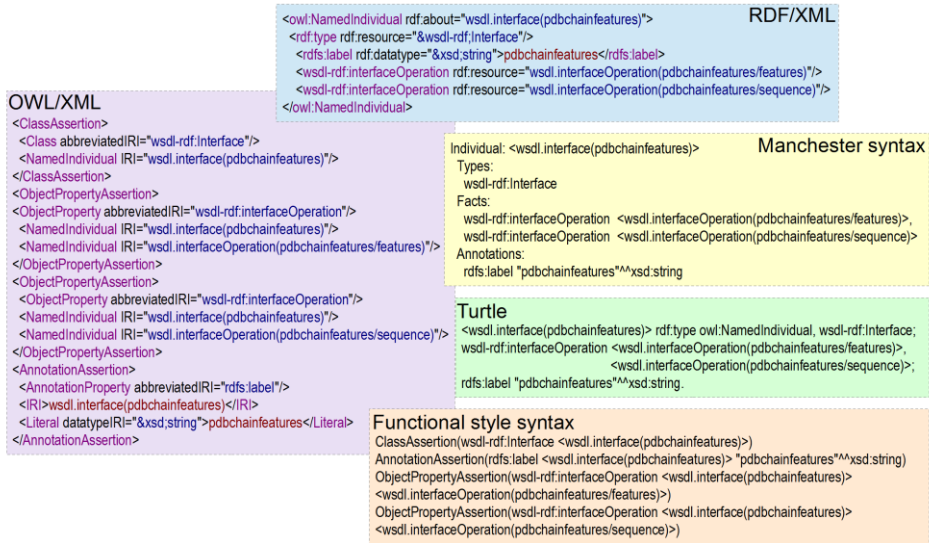 RDF/XML
<owl:NamedIndividual rdf:about="wsdl.interface(pdbchainfeatures)">
<rdf:type rdf:resource="&wsdl-rdf;Interface"/>
<rdfs:label rdf:datatype="&xsd;string">pdbchainfeatures</rdfs:label>
<wsdl-rdf:interfaceOperation rdf:resource="wsdl.interfaceOperation(pdbchainfeatures/features)"/>
<wsdl-rdf:interfaceOperation rdf:resource="wsdl.interfaceOperation(pdbchainfeatures/sequence)"/>
</owl:NamedIndividual>
OWL/XML
<ClassAssertion>
<Class abbreviatedIRI="wsdl-rdf:Interface"/>
<NamedIndividual IRI="wsdl.interface(pdbchainfeatures)"/>
</ClassAssertion>
<ObjectPropertyAssertion>
<ObjectProperty abbreviatedIRI="wsdl-rdf:interfaceOperation"/>
<NamedIndividual IRI="wsdl.interface(pdbchainfeatures)"/>
<NamedIndividual IRI="wsdl.interfaceOperation(pdbchainfeatures/features)"/>
</ObjectPropertyAssertion>
<ObjectPropertyAssertion>
<ObjectProperty abbreviatedIRI="wsdl-rdf:interfaceOperation"/>
<NamedIndividual IRI="wsdl.interface(pdbchainfeatures)"/>
<NamedIndividual IRI="wsdl.interfaceOperation(pdbchainfeatures/sequence)"/>
</ObjectPropertyAssertion>
<AnnotationAssertion>
<AnnotationProperty abbreviatedIRI="rdfs:label"/>
<IRI>wsdl.interface(pdbchainfeatures)</IRI>
<Literal datatypeIRI="&xsd;string">pdbchainfeatures</Literal>
</AnnotationAssertion>
Manchester syntax
Individual: <wsdl.interface(pdbchainfeatures)>
Types:
wsdl-rdf:Interface
Facts:
wsdl-rdf:interfaceOperation <wsdl.interfaceOperation(pdbchainfeatures/features)>,
wsdl-rdf:interfaceOperation <wsdl.interfaceOperation(pdbchainfeatures/sequence)>
Annotations:
rdfs:label "pdbchainfeatures"^^xsd:string
Turtle
<wsdl.interface(pdbchainfeatures)> rdf:type owl:NamedIndividual, wsdl-rdf:Interface;
wsdl-rdf:interfaceOperation <wsdl.interfaceOperation(pdbchainfeatures/features)>,
<wsdl.interfaceOperation(pdbchainfeatures/sequence)>;
rdfs:label "pdbchainfeatures"^^xsd:string.
Functional style syntax
ClassAssertion(wsdl-rdf:Interface <wsdl.interface(pdbchainfeatures)>)
AnnotationAssertion(rdfs:label <wsdl.interface(pdbchainfeatures)> "pdbchainfeatures"^^xsd:string)
ObjectPropertyAssertion(wsdl-rdf:interfaceOperation <wsdl.interface(pdbchainfeatures)>
<wsdl.interfaceOperation(pdbchainfeatures/features)>)
ObjectPropertyAssertion(wsdl-rdf:interfaceOperation <wsdl.interface(pdbchainfeatures)>
<wsdl.interfaceOperation(pdbchainfeatures/sequence)>)